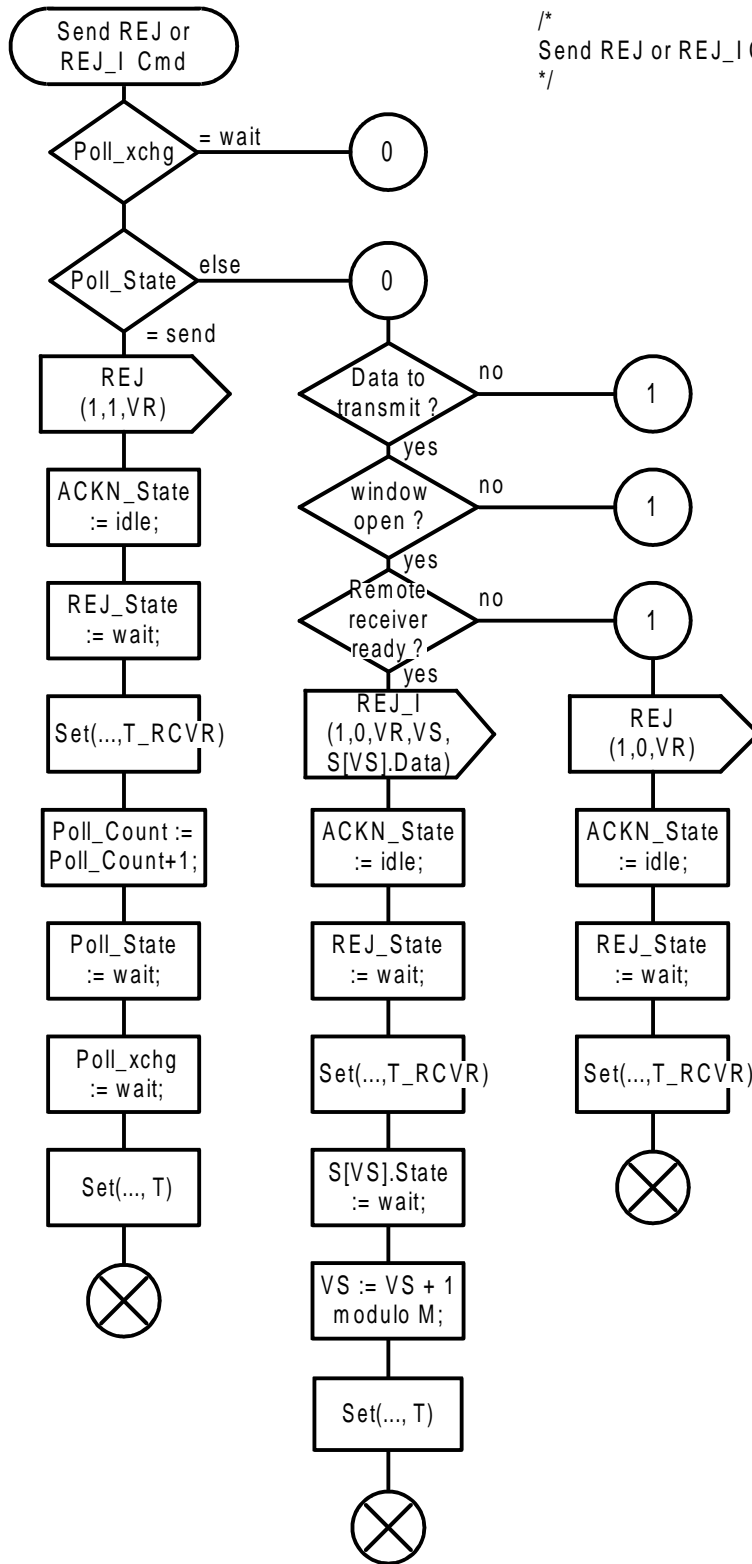 Send REJ or
REJ_I Cmd
/*
Send REJ or REJ_I
*/
Poll_xchg
= wait
0
Poll_State
else
0
= send
REJ
(1,1,VR)
ACKN_State
:= idle;
REJ_State
:= wait;
Set(...,T_RCVR)
Poll_Count :=
Poll_Count+1;
Poll_State
:= wait;
Poll_xchg
:= wait;
Set(..., T)
Data to
transmit ?
no
1
yes
window
open ?
no
1
yes
Remote
receiver
ready ?
no
1
yes
REJ_I
(1,0,VR,VS,
S[VS].Data)
ACKN_State
:= idle;
REJ_State
:= wait;
Set(...,T_RCVR)
S[VS].State
:= wait;
VS := VS + 1
modulo M;
Set(..., T)
REJ
(1,0,VR)
ACKN_State
:= idle;
REJ_State
:= wait;
Set(...,T_RCVR)